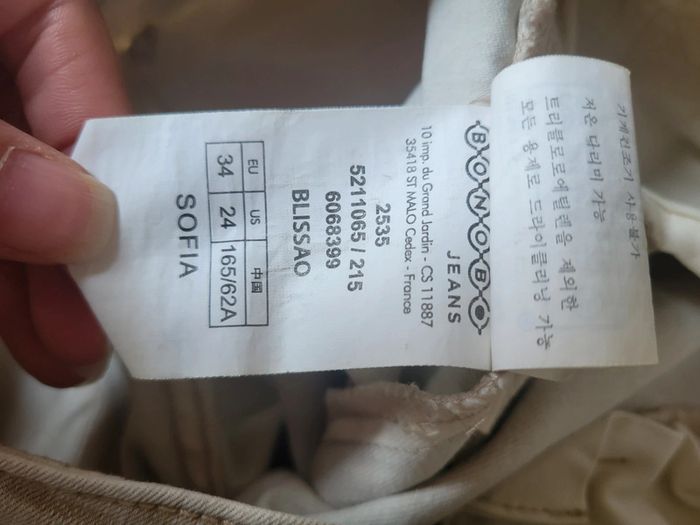 BONOBO
JEANS
10 imp. du Grand Jardin - CS 11887
35418 ST MALO Cedex - France
2535
5211065 / 215
6068399
BLISSAO
EU US 中国
34 24 165/62A
SOFIA
기계건조기 사용불가
저온 다리미 가능
트리클로로에틸렌을 제외한
모든 용제로 드라이클리닝 가능